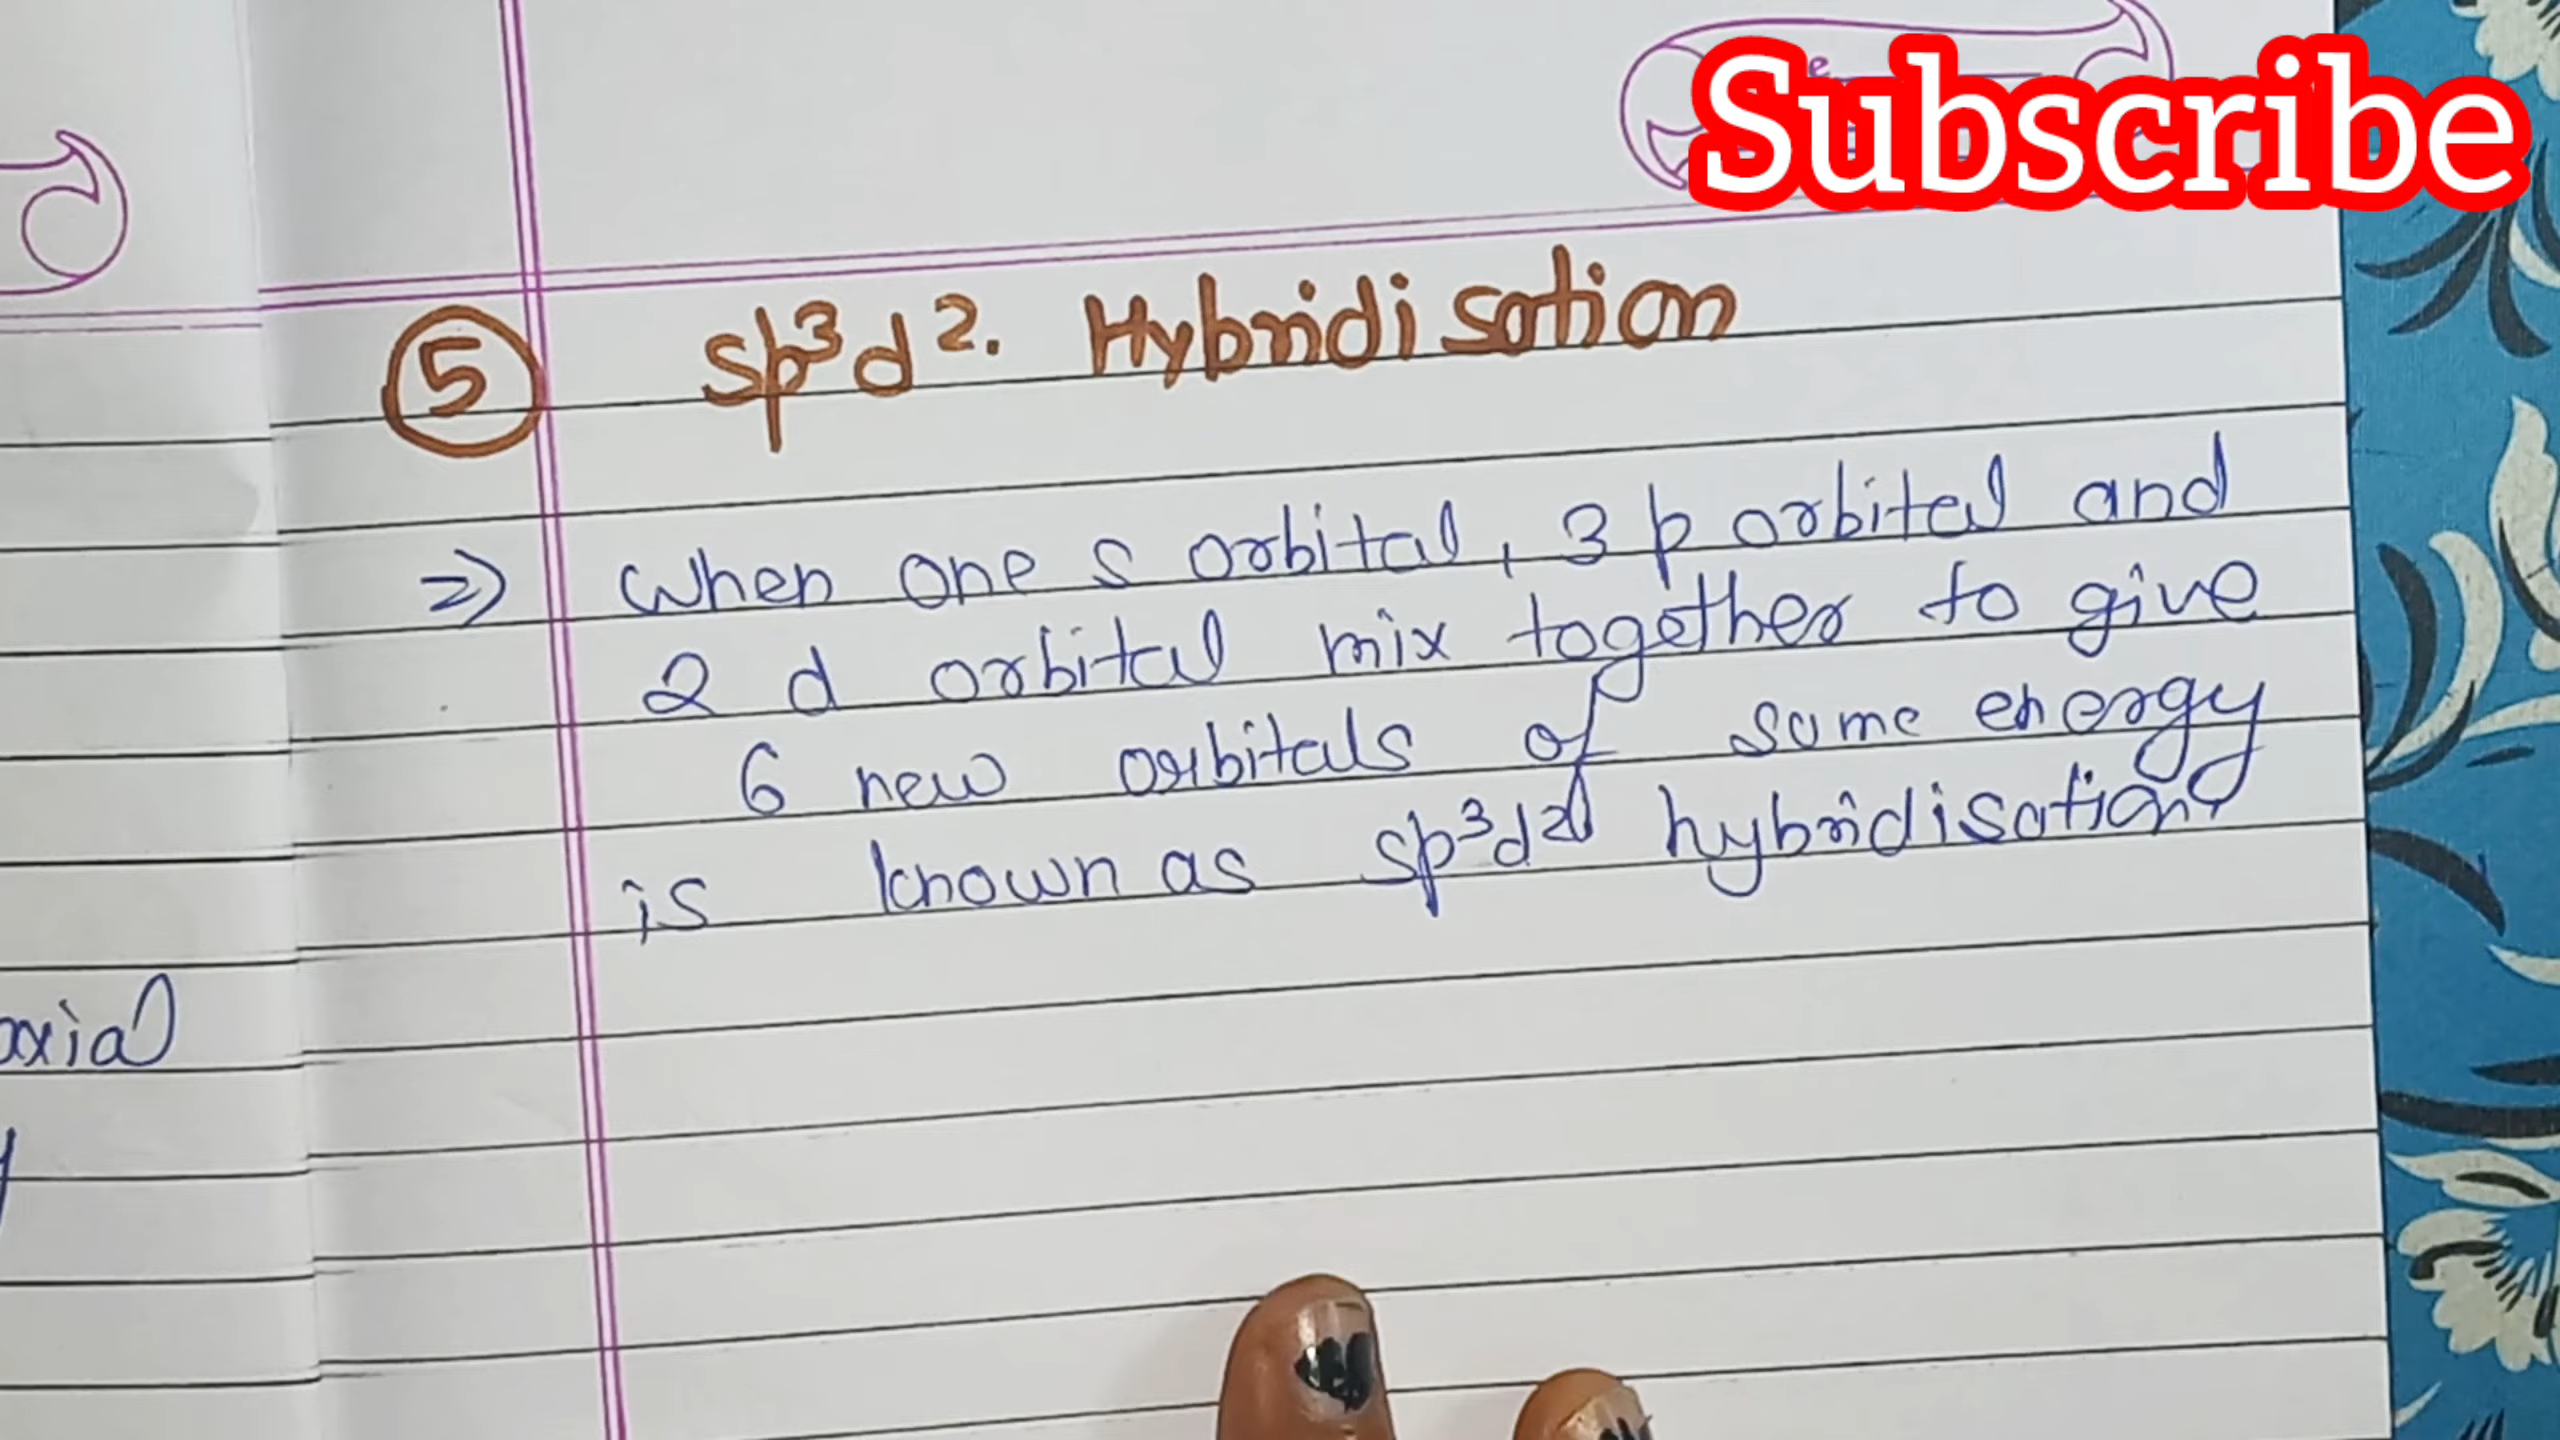 Subscribe
5 sp³d². Hybridisation
=> When one s orbital, 3 p orbital and
2 d orbital mix together to give
6 new orbitals of same energy
is known as sp³d² hybridisation.
axial